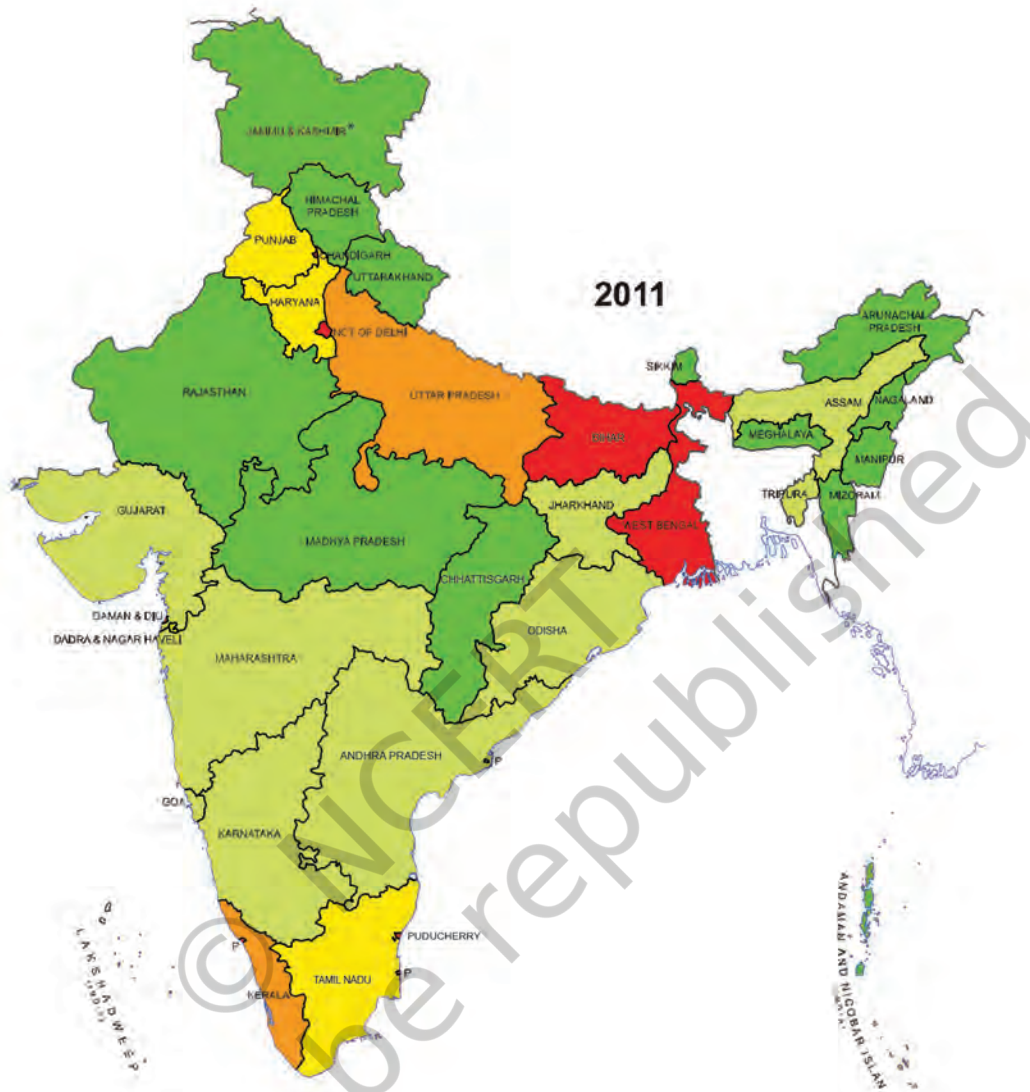 JAMMU & KASHMIR*
HIMACHAL
PRADESH
PUNJAB
CHANDIGARH
UTTARAKHAND
HARYANA
2011
NCT OF DELHI
ARUNACHAL
PRADESH
SIKKIM
RAJASTHAN
UTTAR PRADESH
ASSAM
NAGALAND
BIHAR
MEGHALAYA
MANIPUR
TRIPURA
MIZORAM
GUJARAT
JHARKHAND
WEST BENGAL
MADHYA PRADESH
CHHATTISGARH
DAMAN & DIU
DADRA & NAGAR HAVELI
ODISHA
MAHARASHTRA
ANDHRA PRADESH
P
GOA
KARNATAKA
PUDUCHERRY
P
P
TAMIL NADU
KERALA
LAKSHADWEEP
(INDIA)
ANDAMAN AND NICOBAR ISLAN
(INDIA)
© NCERT
be republished